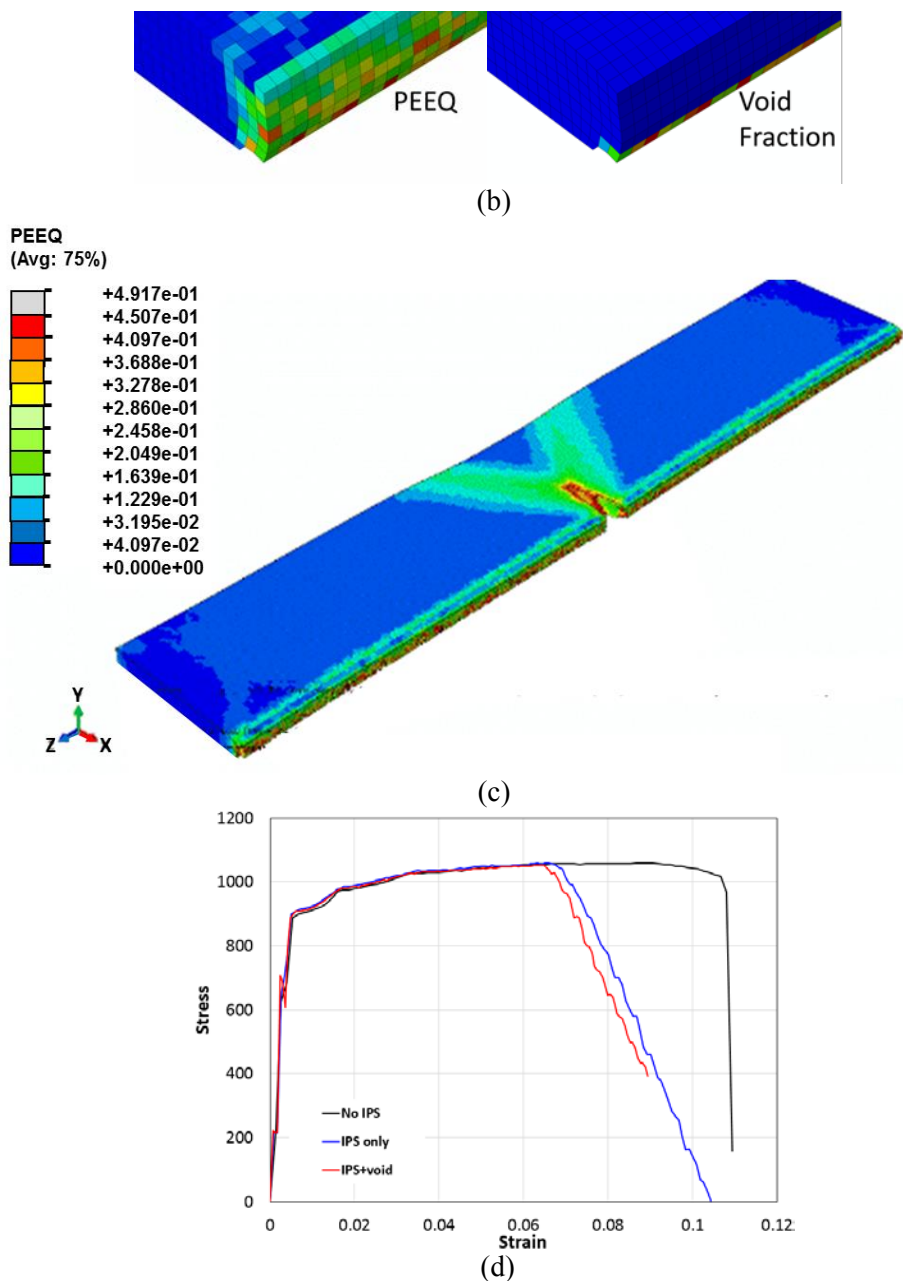 PEEQ
Void
Fraction
(b)
PEEQ
(Avg: 75%)
+4.917e-01
+4.507e-01
+4.097e-01
+3.688e-01
+3.278e-01
+2.860e-01
+2.458e-01
+2.049e-01
+1.639e-01
+1.229e-01
+3.195e-02
+4.097e-02
+0.000e+00
Y
Z X
(c)
1200
1000
800
600
400
200
0
Stress
No IPS
IPS only
IPS+void
0 0.02 0.04 0.06 0.08 0.1 0.12
Strain
(d)